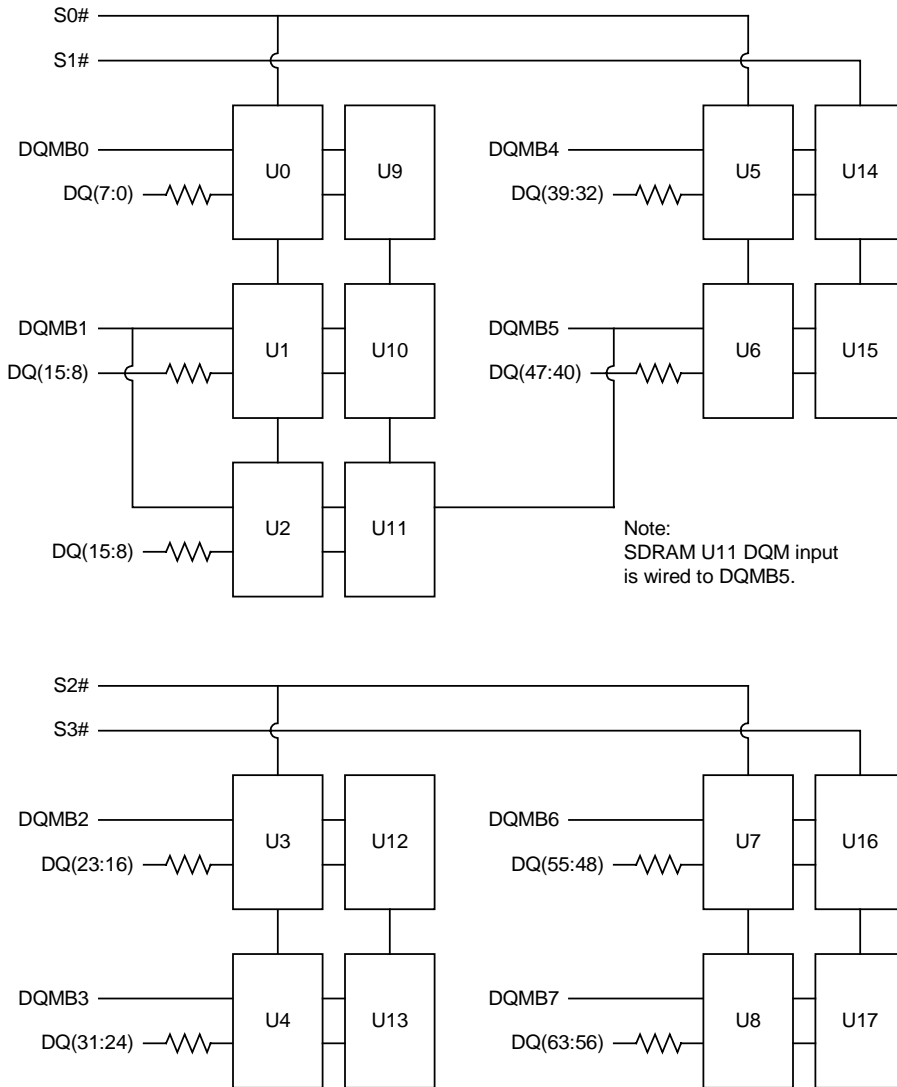 S0#
S1#
DQMB0
U0
U9
DQMB4
U5
U14
DQ(7:0)
DQ(39:32)
DQMB1
U1
U10
DQMB5
U6
U15
DQ(15:8)
DQ(47:40)
U2
U11
DQ(15:8)
Note:
SDRAM U11 DQM input
is wired to DQMB5.
S2#
S3#
DQMB2
U3
U12
DQMB6
U7
U16
DQ(23:16)
DQ(55:48)
DQMB3
U4
U13
DQMB7
U8
U17
DQ(31:24)
DQ(63:56)